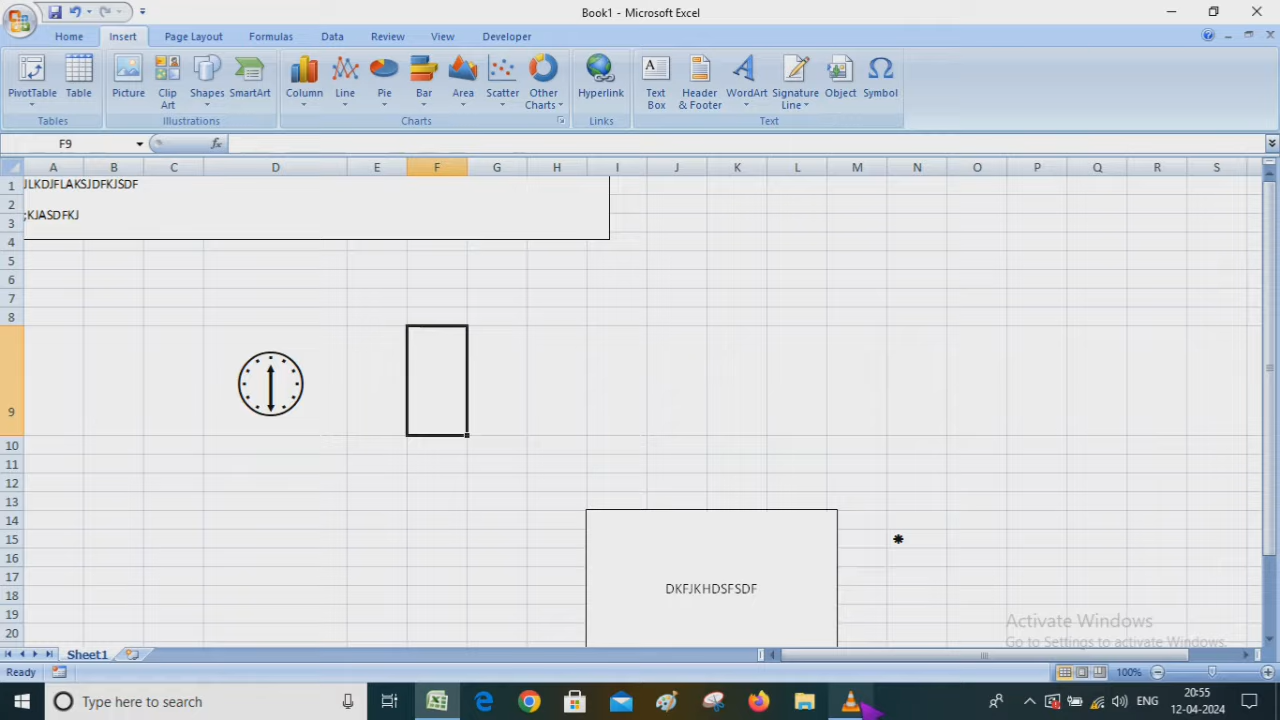 Book1 - Microsoft Excel
Home Insert Page Layout Formulas Data Review View Developer
PivotTable Table Picture Clip Art Shapes SmartArt Column Line Pie Bar Area Scatter Other Charts Hyperlink Text Box Header & Footer WordArt Signature Line Object Symbol
Tables Illustrations Charts Links Text
F9 fx
A B C D E F G H I J K L M N O P Q R S
1 JLKDJFLAKSJDFKJSDF
2
3 ;KJASDFKJ
4
5
6
7
8
9
10
11
12
13
14
15
16
17
18 DKFJKHDSFSDF
19
20
Activate Windows
Go to Settings to activate Windows.
Sheet1
Ready 100%
Type here to search
ENG 20:55
12-04-2024